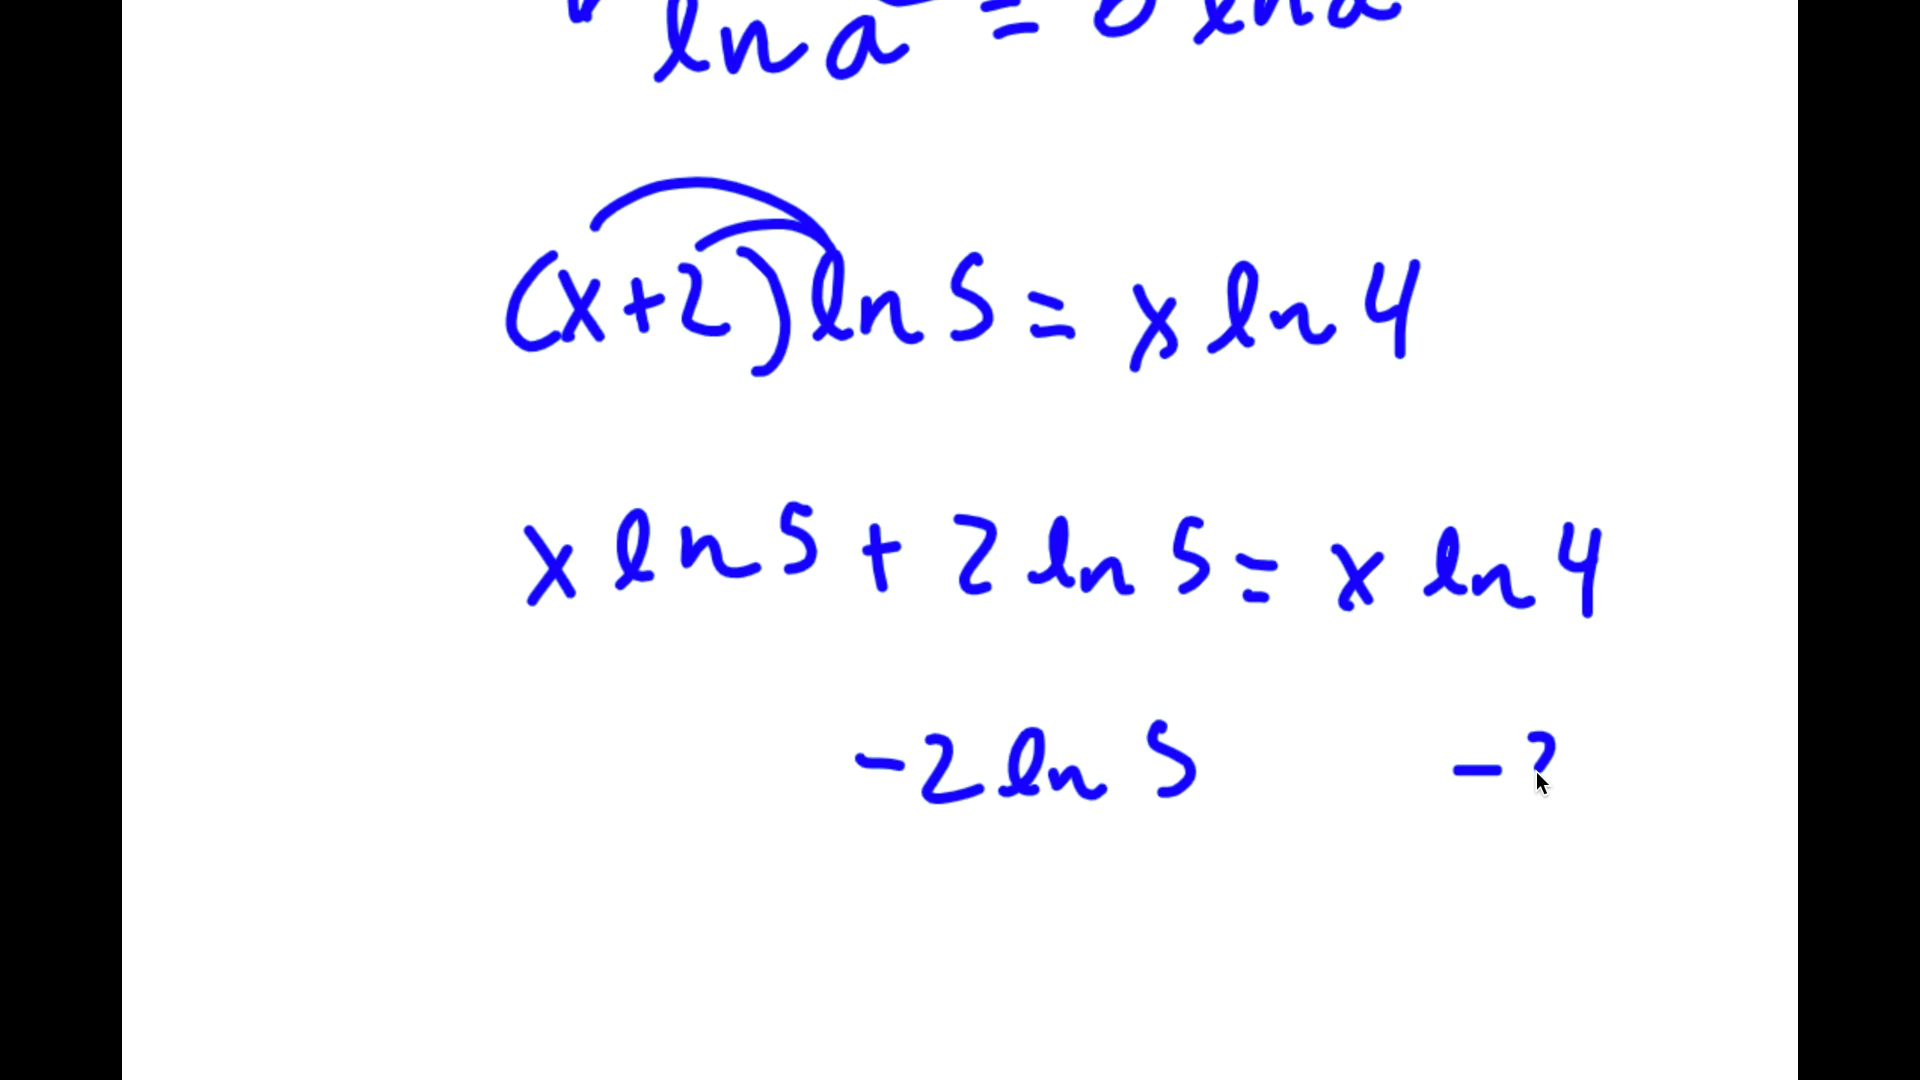 ln a = b ln a
(x+2) ln 5 = x ln 4
x ln 5 + 2 ln 5 = x ln 4
-2 ln 5 -